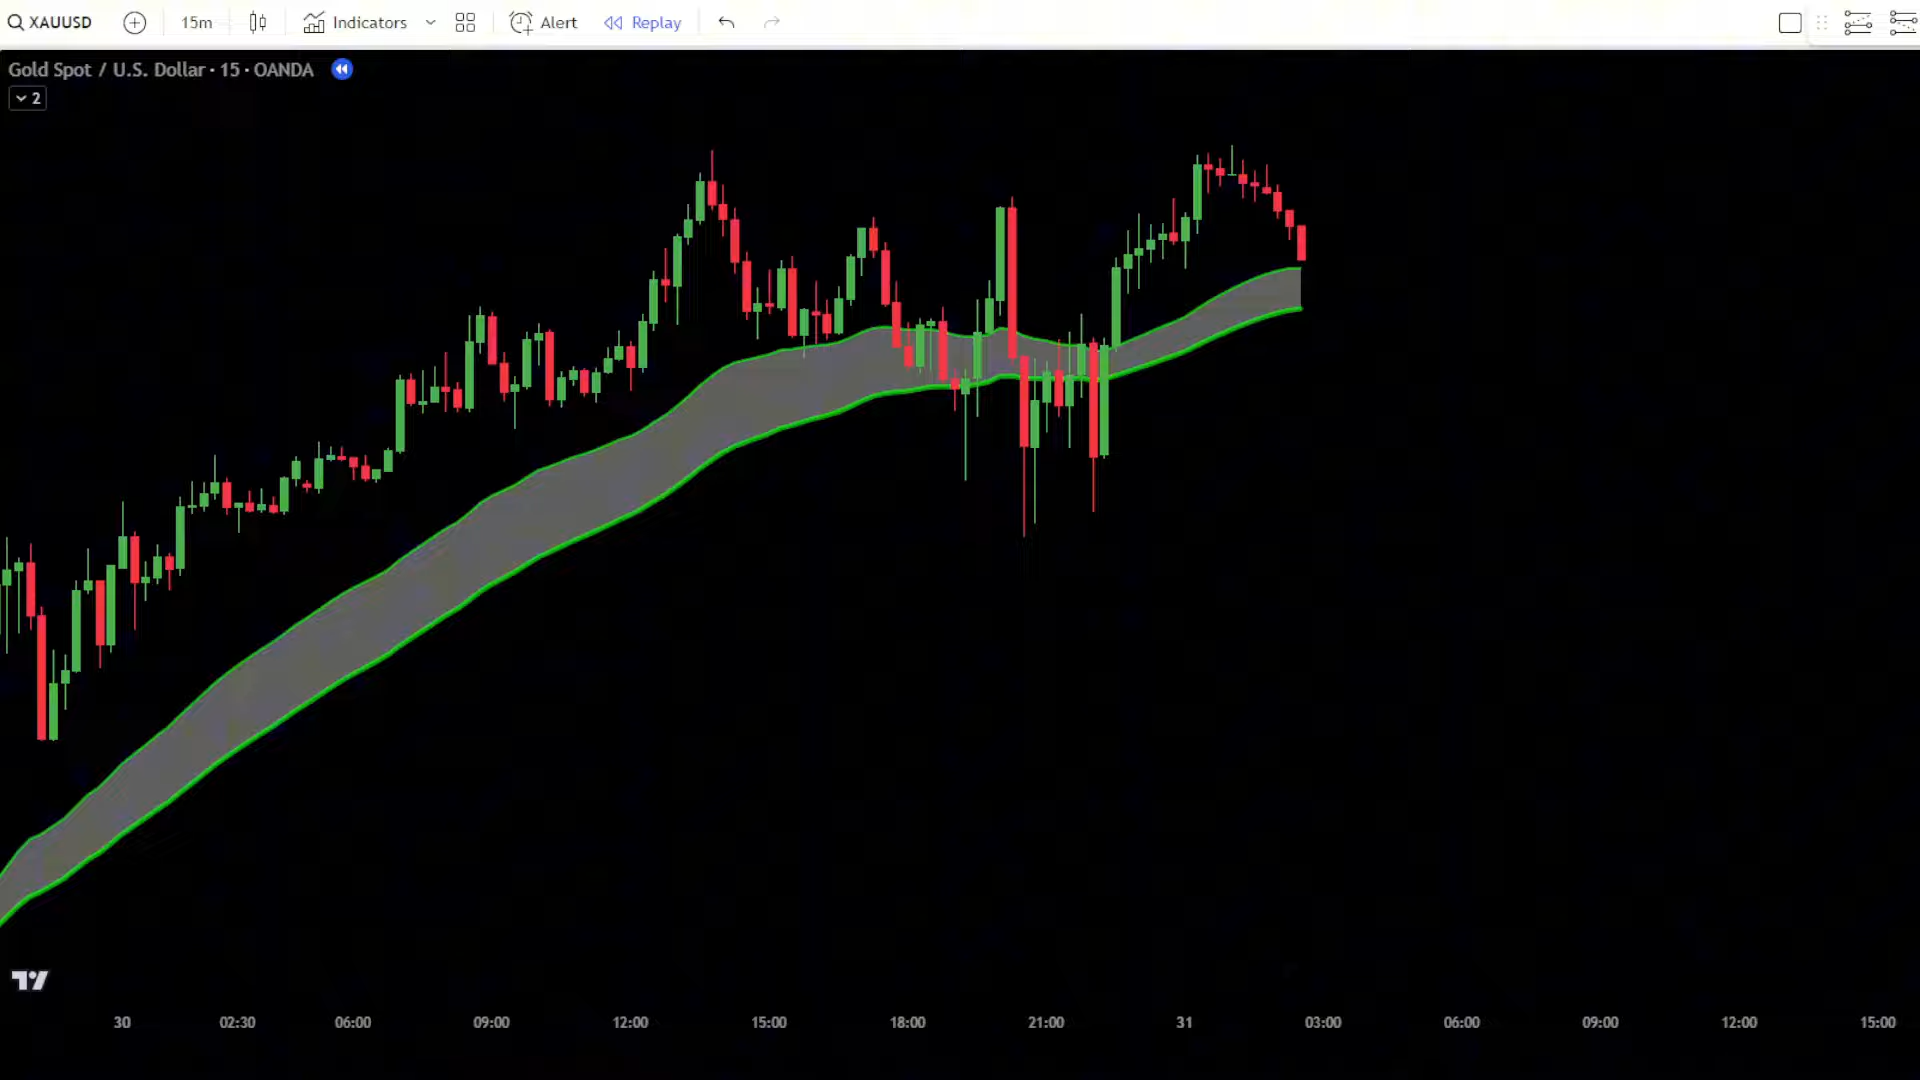 XAUUSD 15m Indicators Alert Replay
Gold Spot / U.S. Dollar · 15 · OANDA
2
30 02:30 06:00 09:00 12:00 15:00 18:00 21:00 31 03:00 06:00 09:00 12:00 15:00